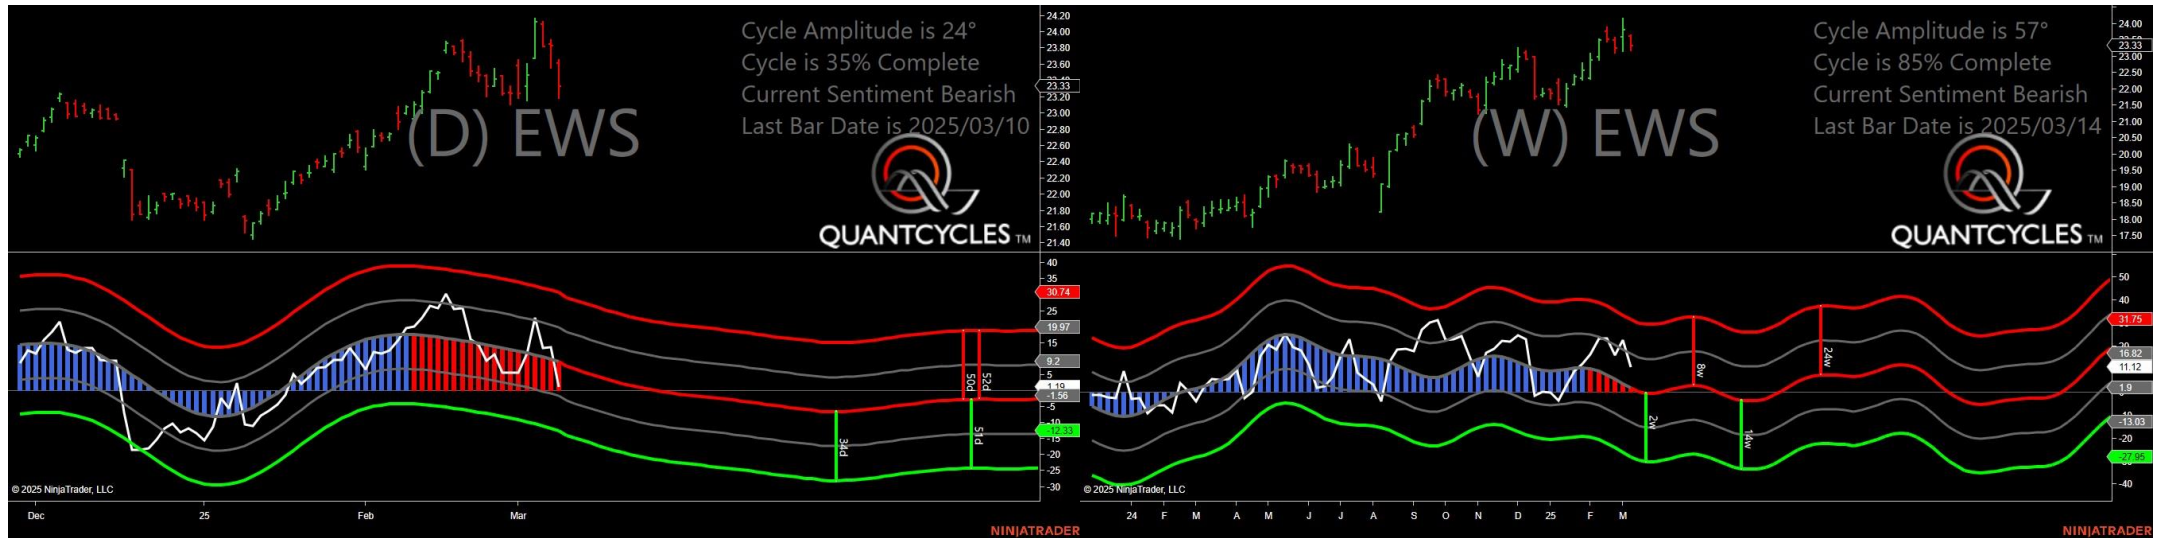 Cycle Amplitude is 24°
Cycle is 35% Complete
Current Sentiment Bearish
Last Bar Date is 2025/03/10
(D) EWS
QUANTCYCLES TM
24.20
24.00
23.80
23.60
23.33
23.20
23.00
22.80
22.60
22.40
22.20
22.00
21.80
21.60
21.40
40
35
30.74
25
19.97
15
9.2
5
1.19
-1.56
-5
-12.33
-15
-20
-25
-30
50d
52d
34d
51d
© 2025 NinjaTrader, LLC
Dec
25
Feb
Mar
NINJATRADER
Cycle Amplitude is 57°
Cycle is 85% Complete
Current Sentiment Bearish
Last Bar Date is 2025/03/14
(W) EWS
QUANTCYCLES TM
24.00
23.33
23.00
22.50
22.00
21.50
21.00
20.50
20.00
19.50
19.00
18.50
18.00
17.50
50
40
31.75
16.82
11.12
1.9
-13.03
-20
-27.95
-40
8w
24w
2w
14w
© 2025 NinjaTrader, LLC
24
F
M
A
M
J
J
A
S
O
N
D
25
F
M
NINJATRADER